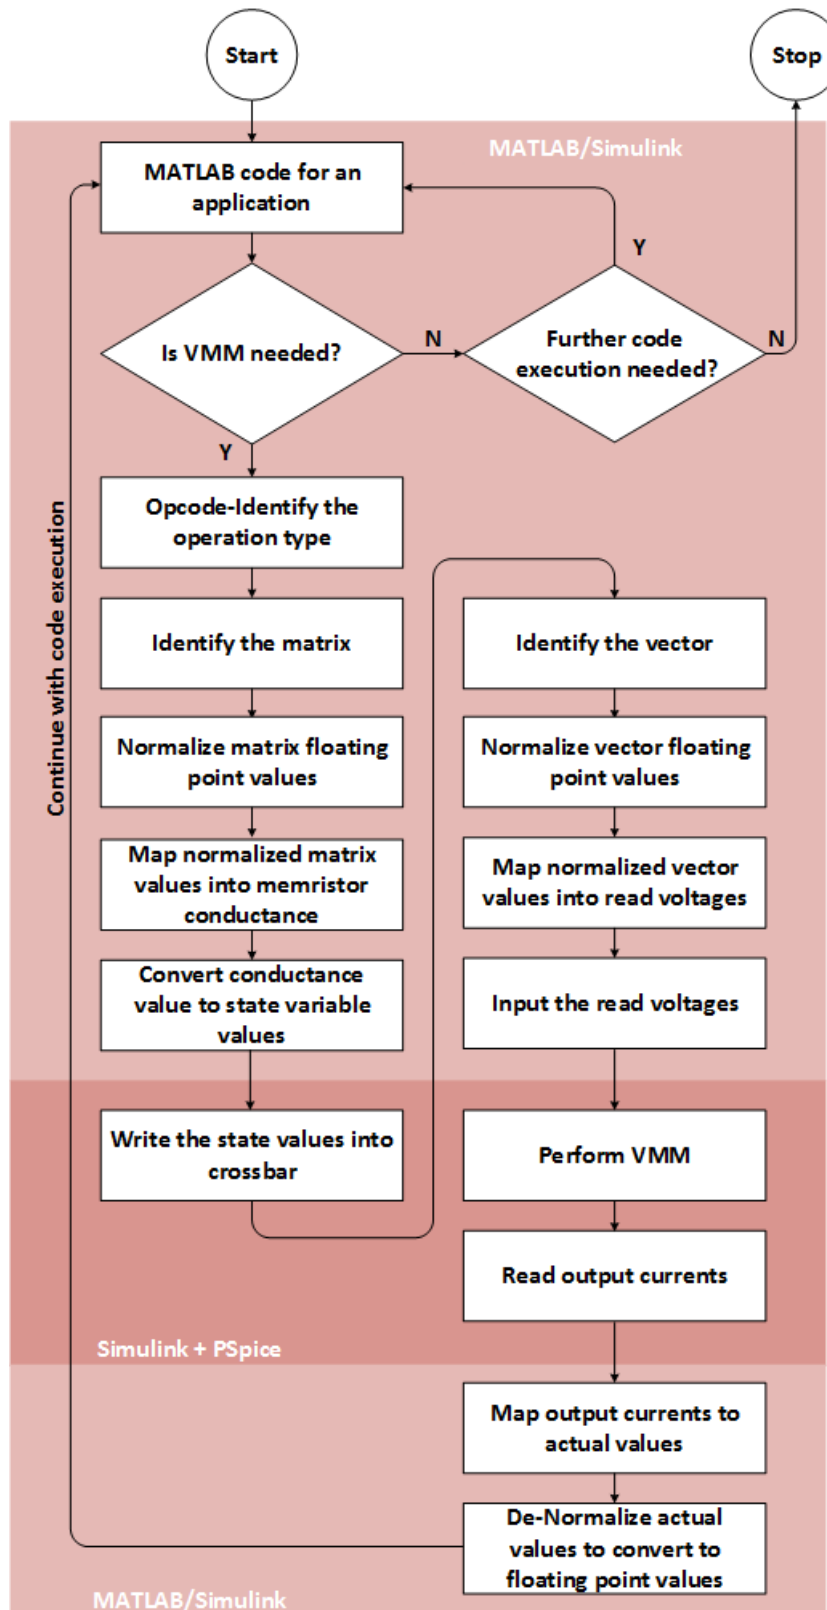 Start
Stop
MATLAB/Simulink
MATLAB code for an
application
Y
Is VMM needed?
N
Further code
execution needed?
N
Y
Opcode-Identify the
operation type
Continue with code execution
Identify the matrix
Normalize matrix floating
point values
Map normalized matrix
values into memristor
conductance
Convert conductance
value to state variable
values
Write the state values into
crossbar
Identify the vector
Normalize vector floating
point values
Map normalized vector
values into read voltages
Input the read voltages
Perform VMM
Read output currents
Simulink + PSpice
Map output currents to
actual values
De-Normalize actual
values to convert to
floating point values
MATLAB/Simulink